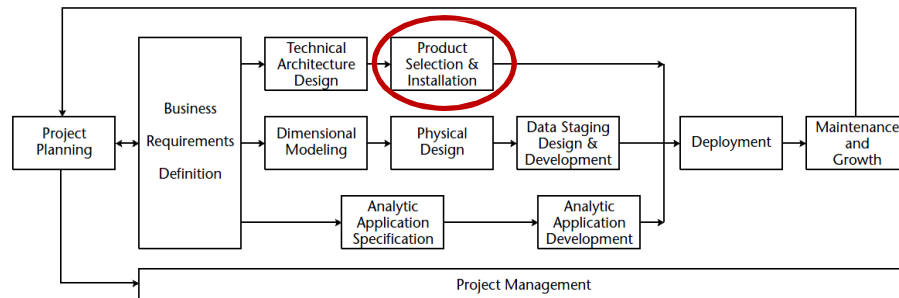 Technical
Architecture
Design
Product
Selection &
Installation
Business
Requirements
Definition
Project
Planning
Dimensional
Modeling
Physical
Design
Data Staging
Design &
Development
Deployment
Maintenance
and
Growth
Analytic
Application
Specification
Analytic
Application
Development
Project Management